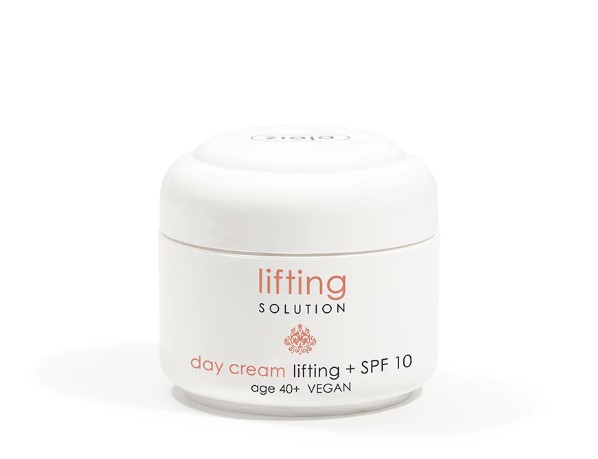 ziaja
lifting
SOLUTION
day cream lifting + SPF 10
age 40+ VEGAN